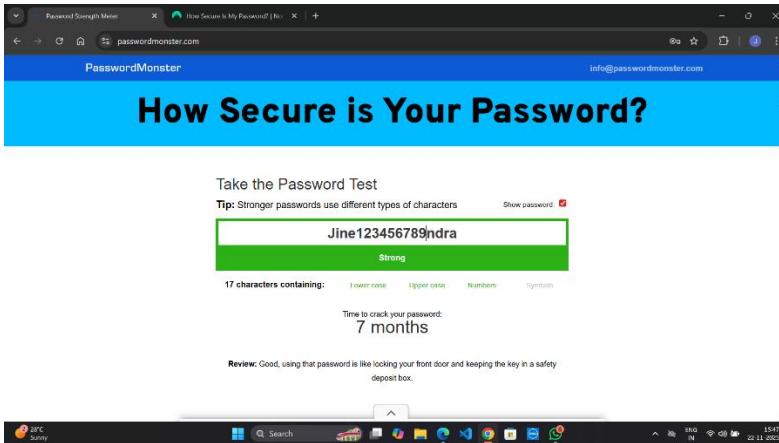 Password Strength Meter
How Secure Is My Password? | No
passwordmonster.com
PasswordMonster
info@passwordmonster.com
How Secure is Your Password?
Take the Password Test
Tip: Stronger passwords use different types of characters
Show password:
Jine123456789ndra
Strong
17 characters containing:
Lower case
Upper case
Numbers
Symbols
Time to crack your password:
7 months
Review: Good, using that password is like locking your front door and keeping the key in a safety
deposit box.
28°C
Sunny
Search
ENG
IN
15:47
22-11-2025